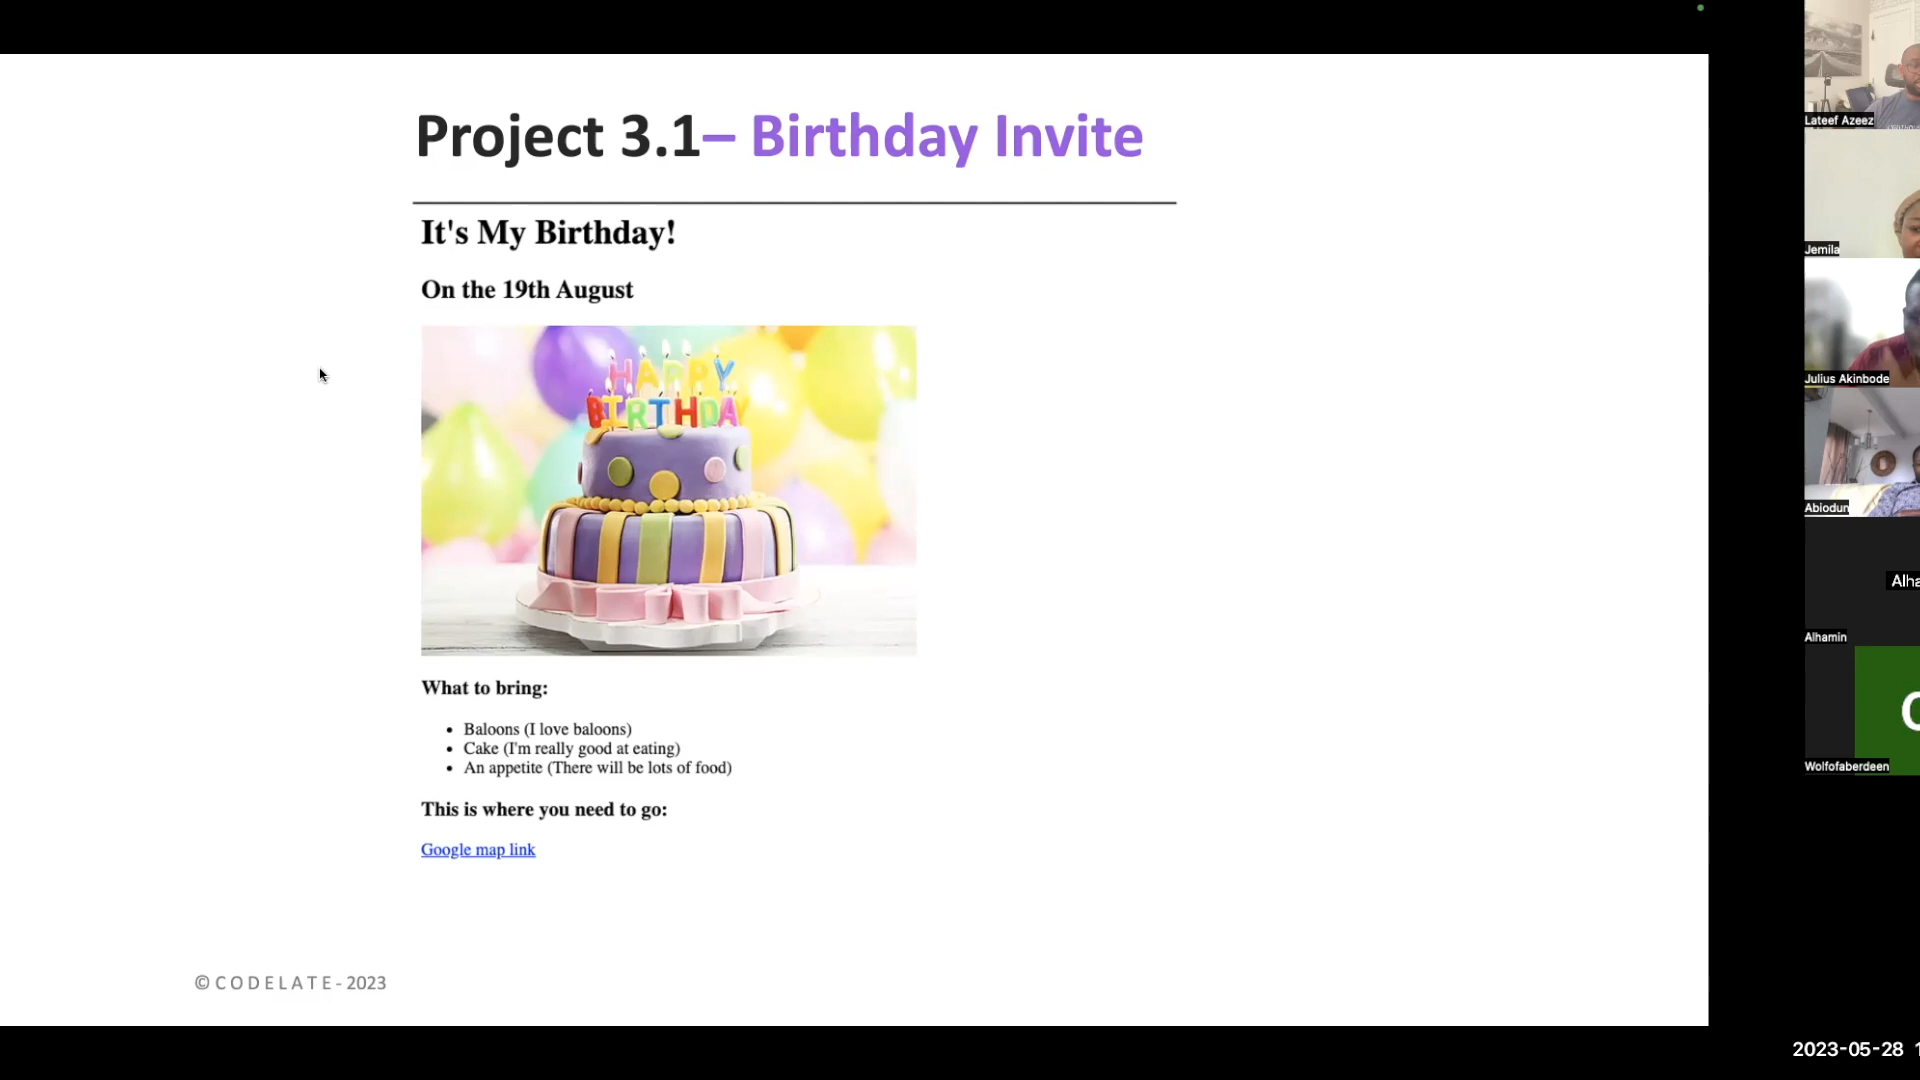 Project 3.1– Birthday Invite
It's My Birthday!
On the 19th August
HAPPY
BIRTHDA
What to bring:
Baloons (I love baloons)
Cake (I'm really good at eating)
An appetite (There will be lots of food)
This is where you need to go:
Google map link
© CODELATE - 2023
Lateef Azeez
Jemila
Julius Akinbode
Abiodun
Alha
Alhamin
Wolfofaberdeen
2023-05-28 1